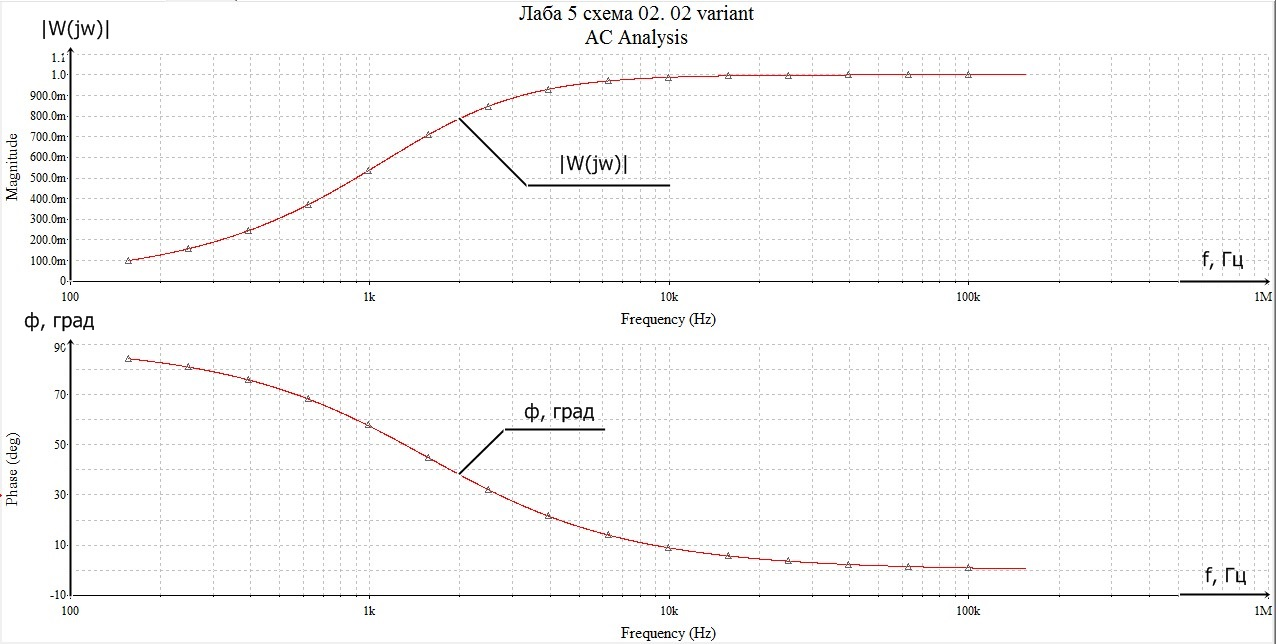 Лаба 5 схема 02. 02 variant
AC Analysis
|W(jw)|
1.1
1.0
900.0m
800.0m
700.0m
600.0m
500.0m
400.0m
300.0m
200.0m
100.0m
0
Magnitude
|W(jw)|
f, Гц
100 1k 10k 100k 1M
Frequency (Hz)
ф, град
90
70
50
30
10
-10
Phase (deg)
ф, град
f, Гц
100 1k 10k 100k 1M
Frequency (Hz)